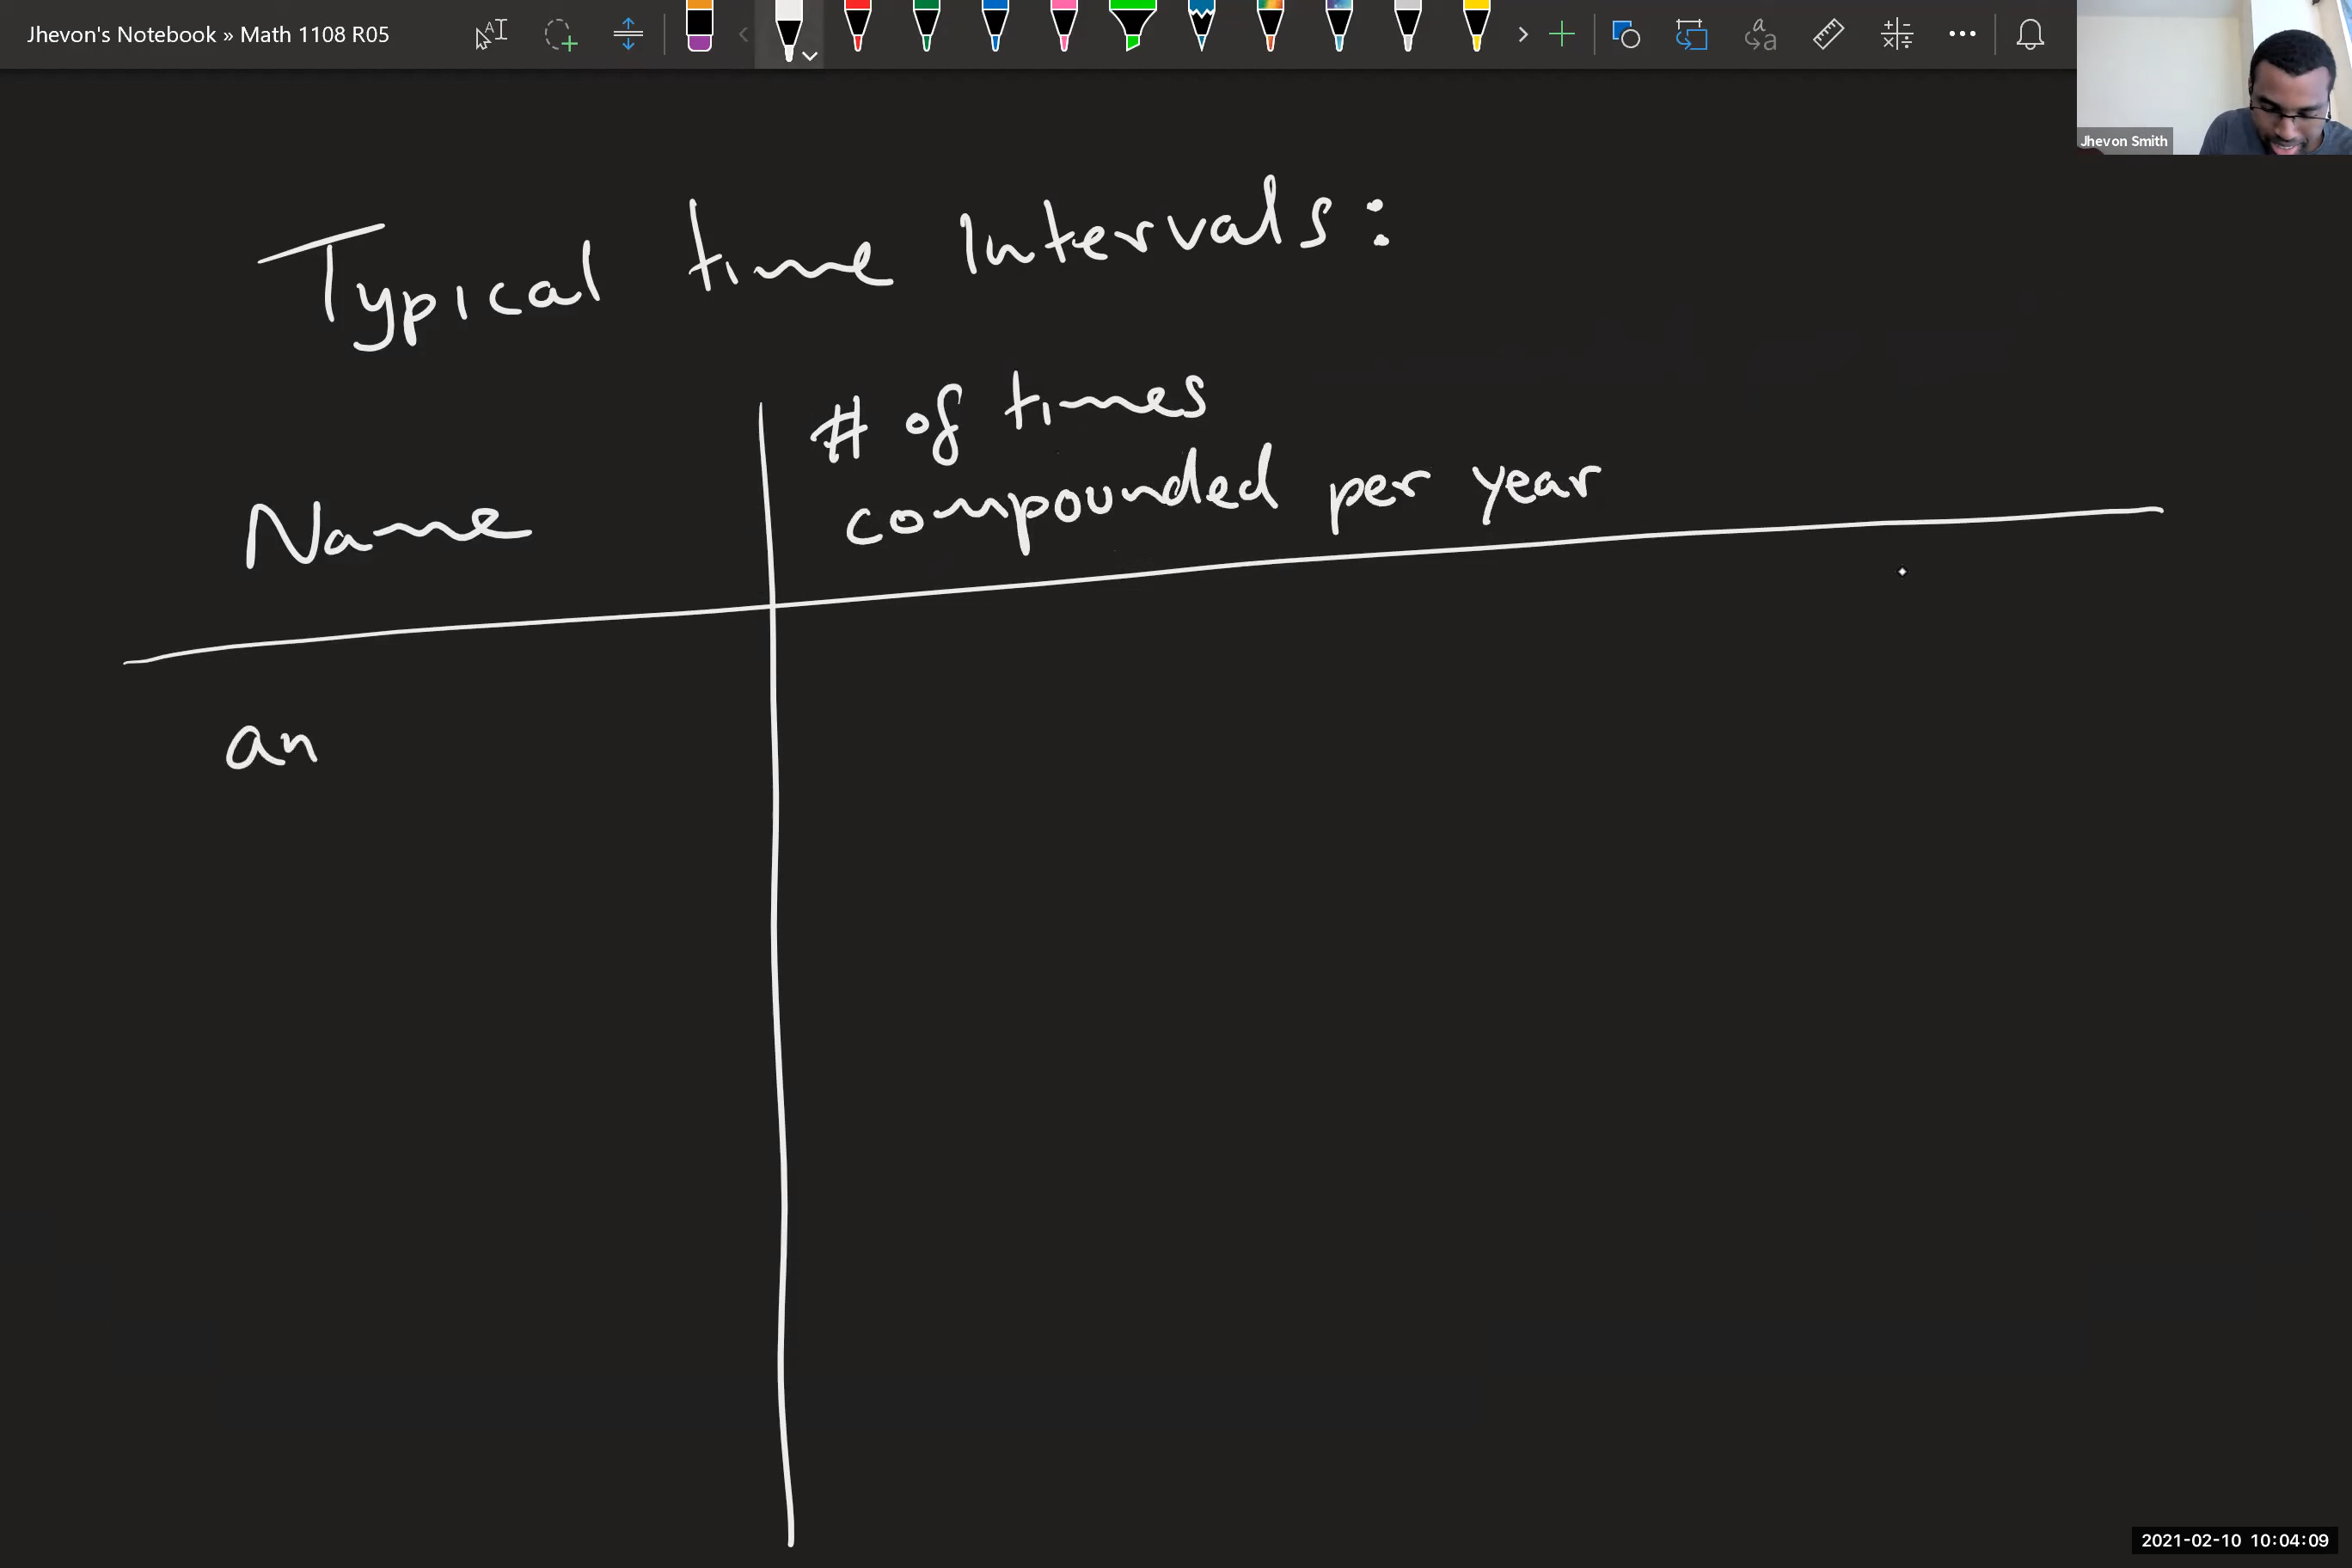 Jhevon's Notebook » Math 1108 R05
Jhevon Smith
Typical time Intervals:
# of times
compounded per year
Name
an
2021-02-10 10:04:09